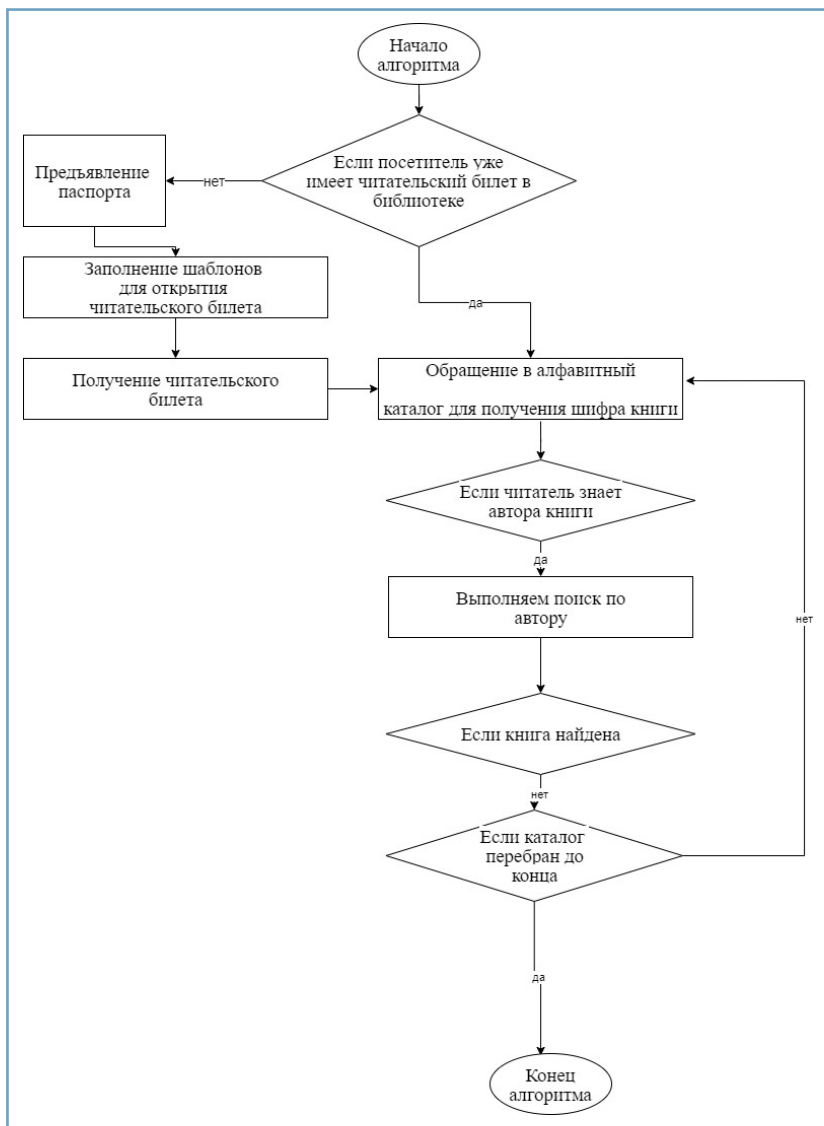 Начало
алгоритма
Если посетитель уже
имеет читательский билет в
библиотеке
нет
Предъявление
паспорта
Заполнение шаблонов
для открытия
читательского билета
да
Получение читательского
билета
Обращение в алфавитный
каталог для получения шифра книги
Если читатель знает
автора книги
да
Выполняем поиск по
автору
нет
Если книга найдена
нет
Если каталог
перебран до
конца
да
Конец
алгоритма